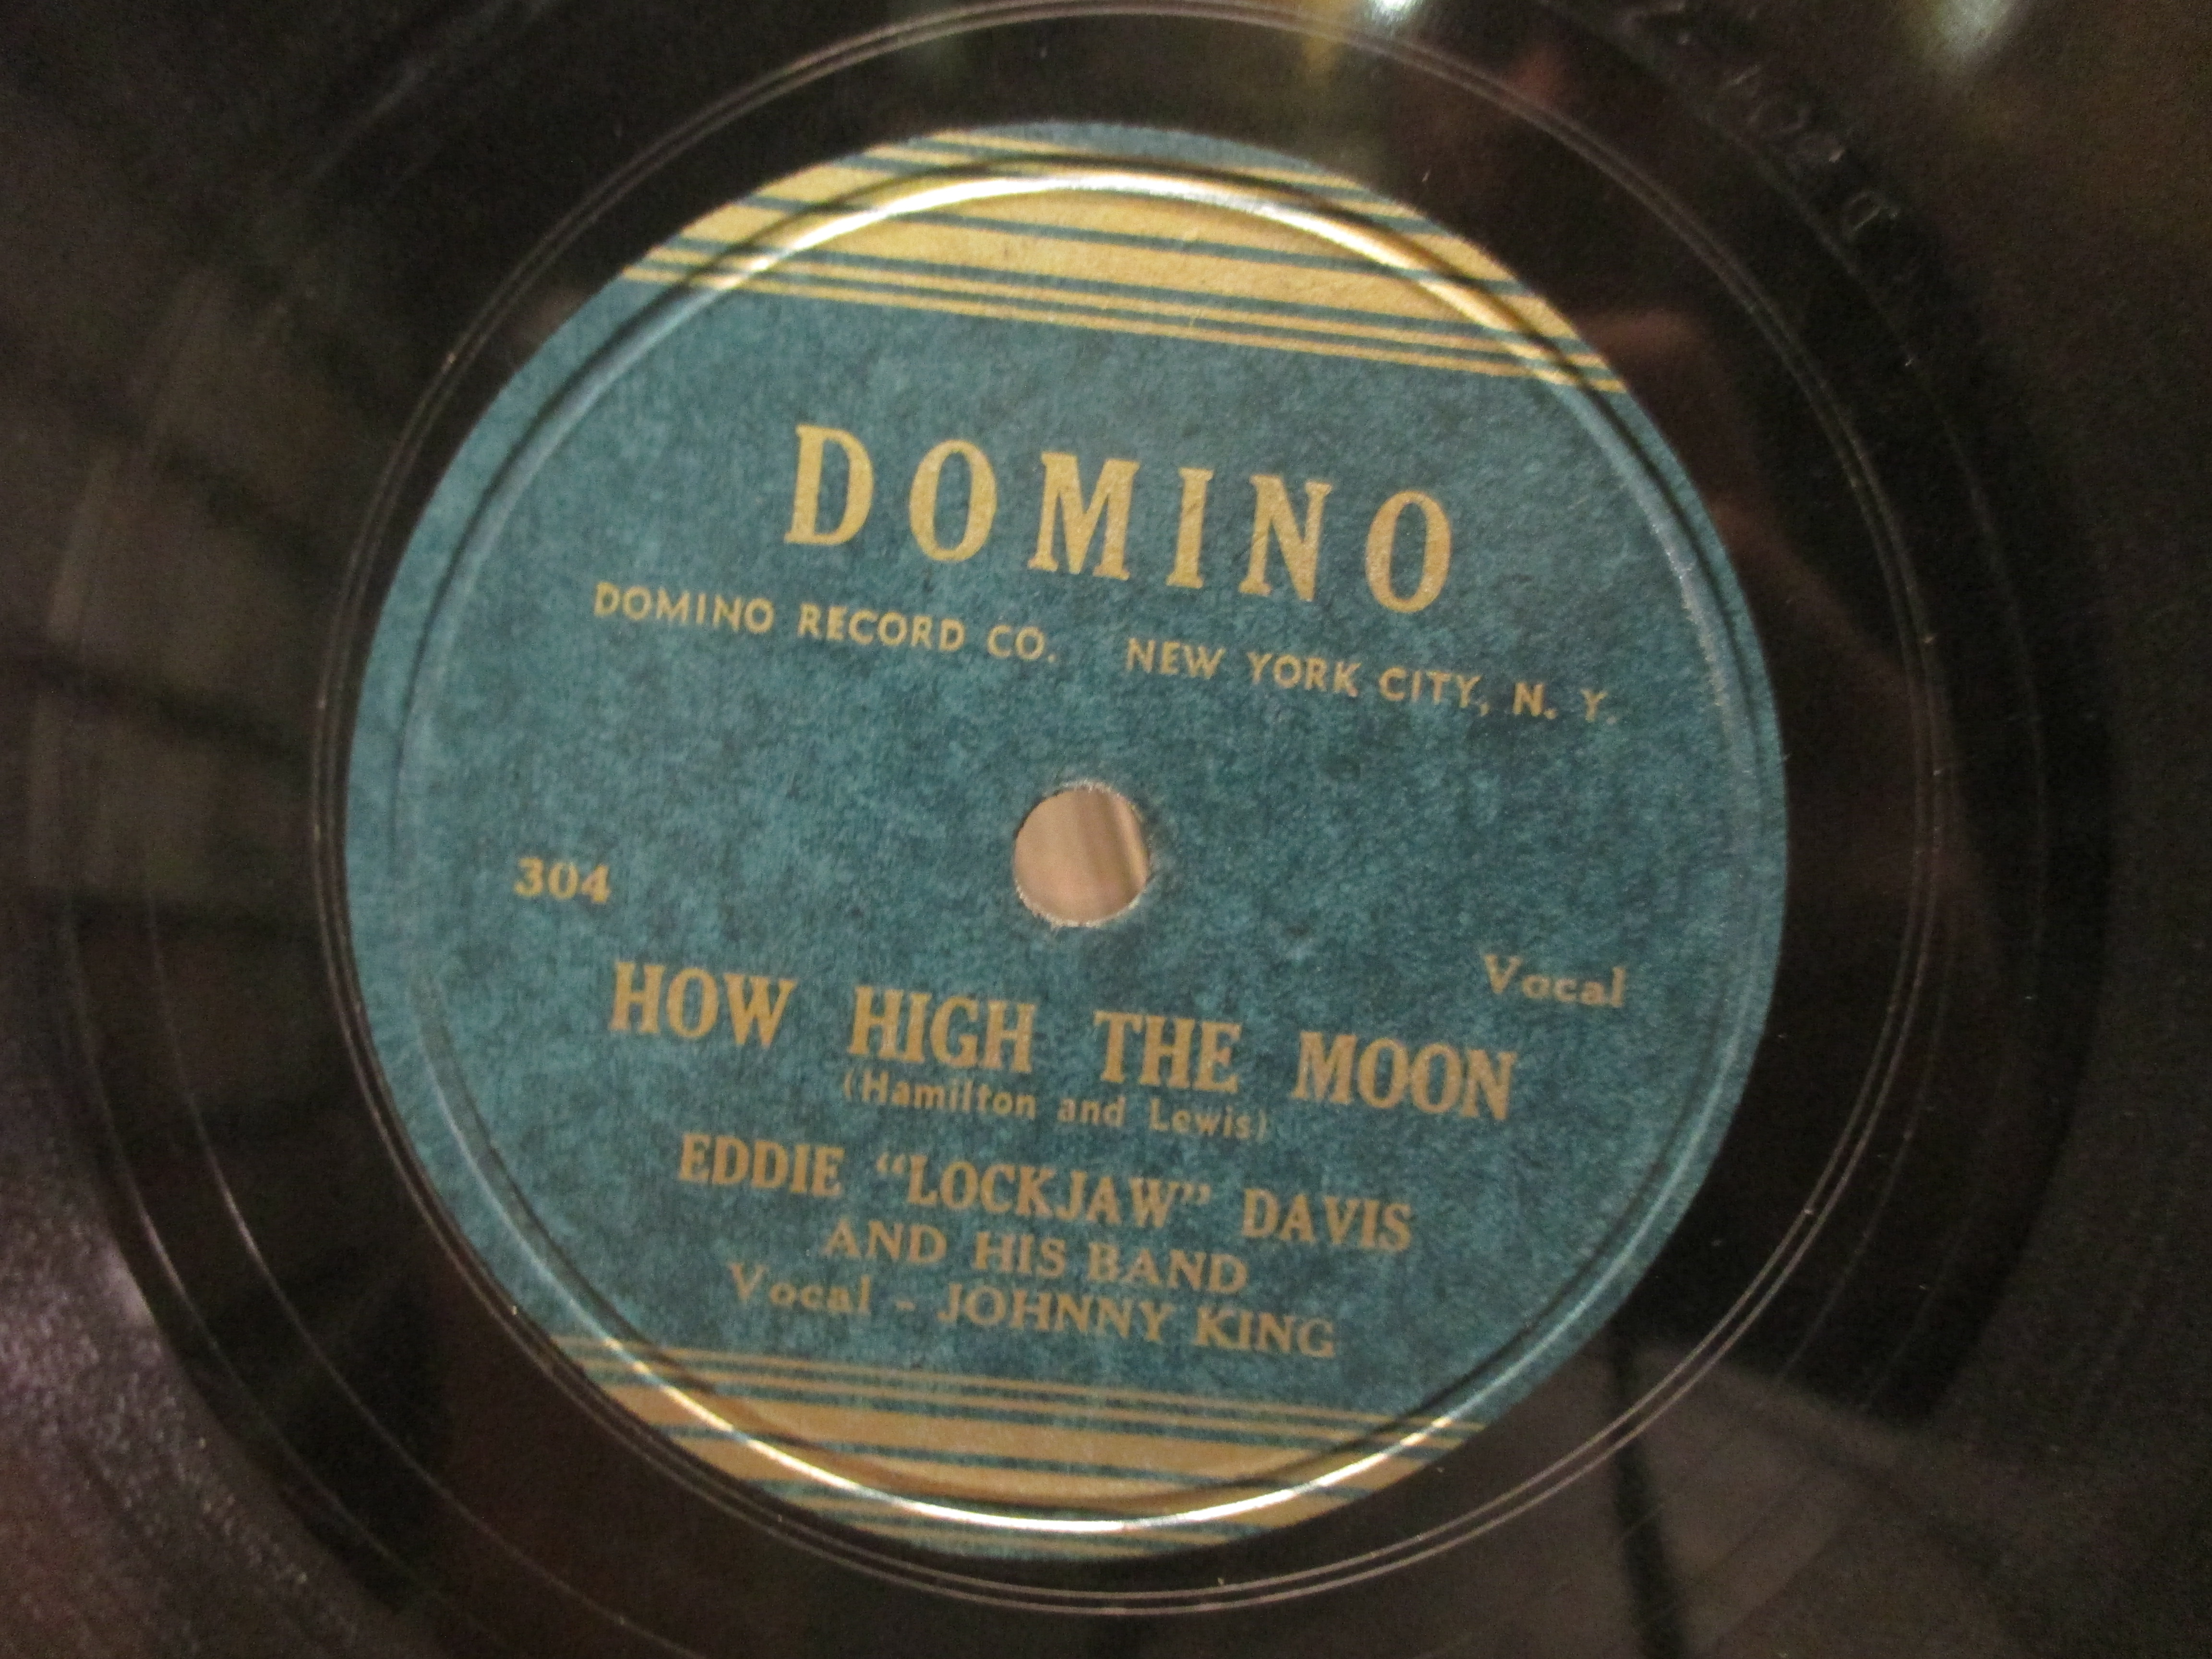 DOMINO
DOMINO RECORD CO. NEW YORK CITY, N. Y.
304
Vocal
HOW HIGH THE MOON
(Hamilton and Lewis)
EDDIE “LOCKJAW” DAVIS
AND HIS BAND
Vocal - JOHNNY KING